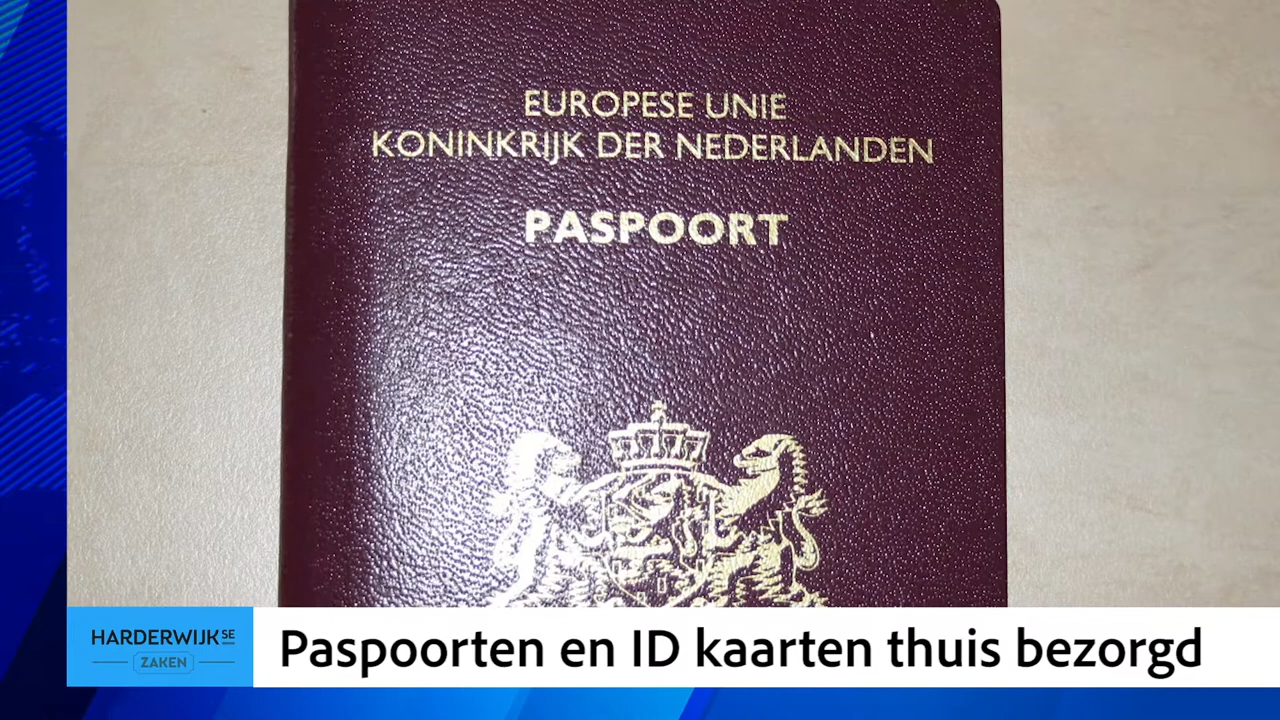 EUROPESE UNIE
KONINKRIJK DER NEDERLANDEN
PASPOORT
HARDERWIJKSE
ZAKEN
Paspoorten en ID kaarten thuis bezorgd